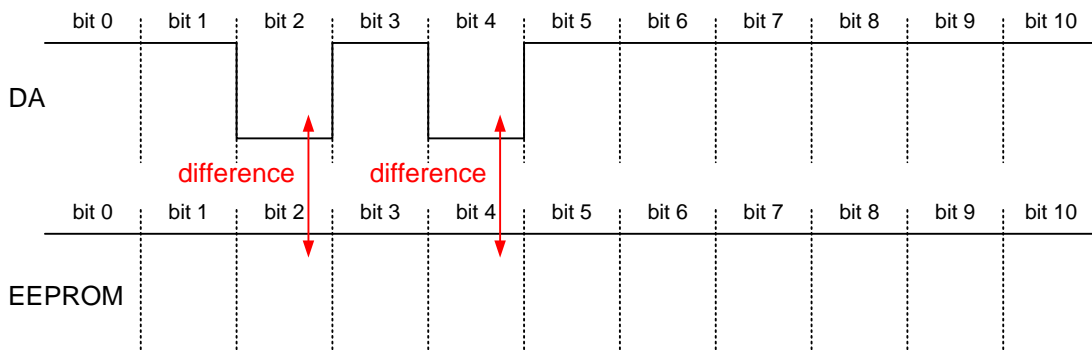 bit 0 bit 1 bit 2 bit 3 bit 4 bit 5 bit 6 bit 7 bit 8 bit 9 bit 10
DA
difference difference
bit 0 bit 1 bit 2 bit 3 bit 4 bit 5 bit 6 bit 7 bit 8 bit 9 bit 10
EEPROM